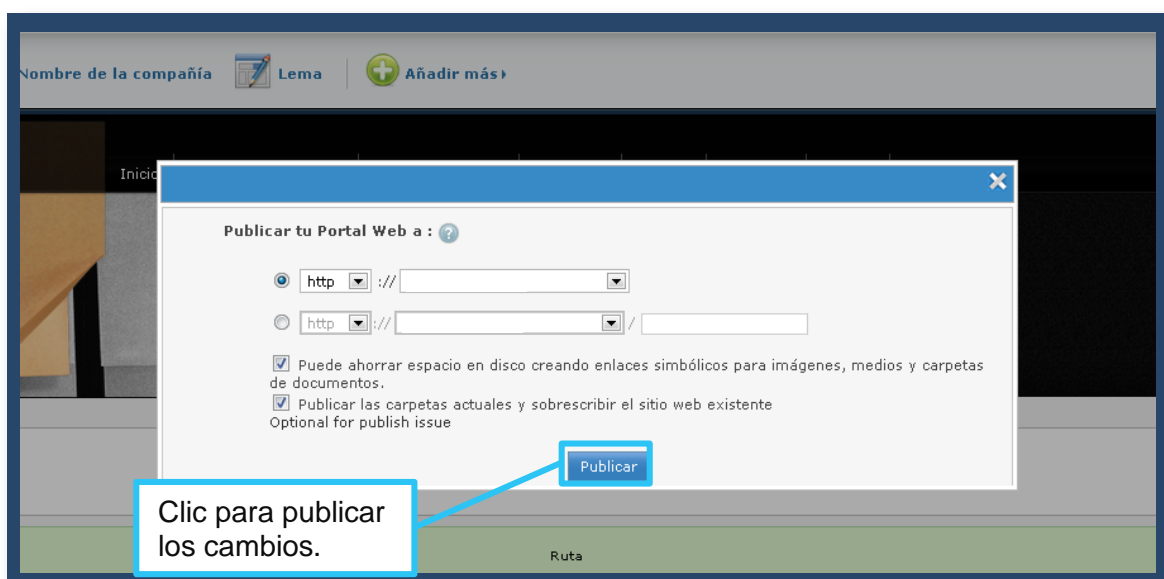 Nombre de la compañía Lema Añadir más
Inicio
Publicar tu Portal Web a : ?
http ://
http :// /
Puede ahorrar espacio en disco creando enlaces simbólicos para imágenes, medios y carpetas
de documentos.
Publicar las carpetas actuales y sobrescribir el sitio web existente
Optional for publish issue
Publicar
Clic para publicar
los cambios.
Ruta